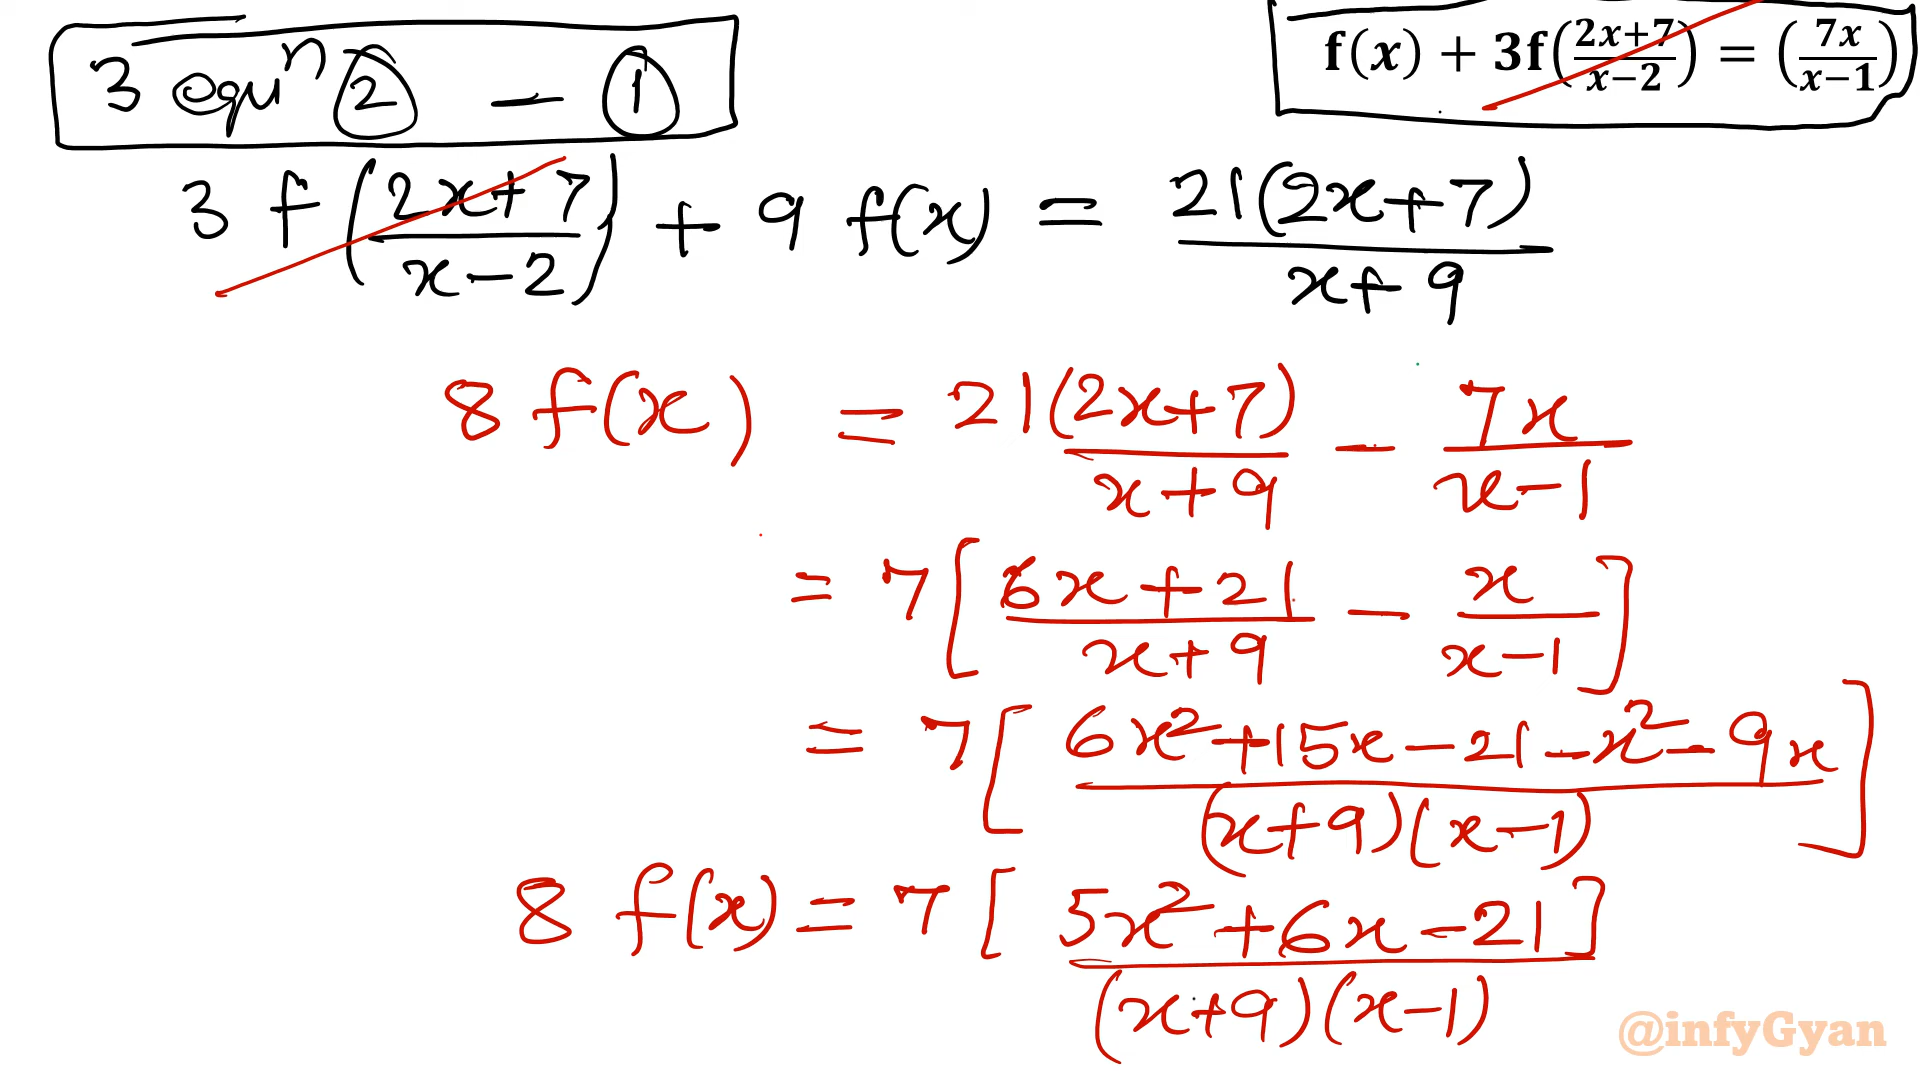 3 equⁿ ② – ①
f(x) + 3f((2x+7)/(x−2)) = (7x/(x−1))
3 f((2x+7)/(x−2)) + 9 f(x) = 21(2x+7)/(x+9)
8 f(x) = 21(2x+7)/(x+9) − 7x/(x−1)
= 7[(6x+21)/(x+9) − x/(x−1)]
= 7[(6x²+15x−21−x²−9x)/((x+9)(x−1))]
8 f(x) = 7[(5x²+6x−21)/((x+9)(x−1))]
@infyGyan